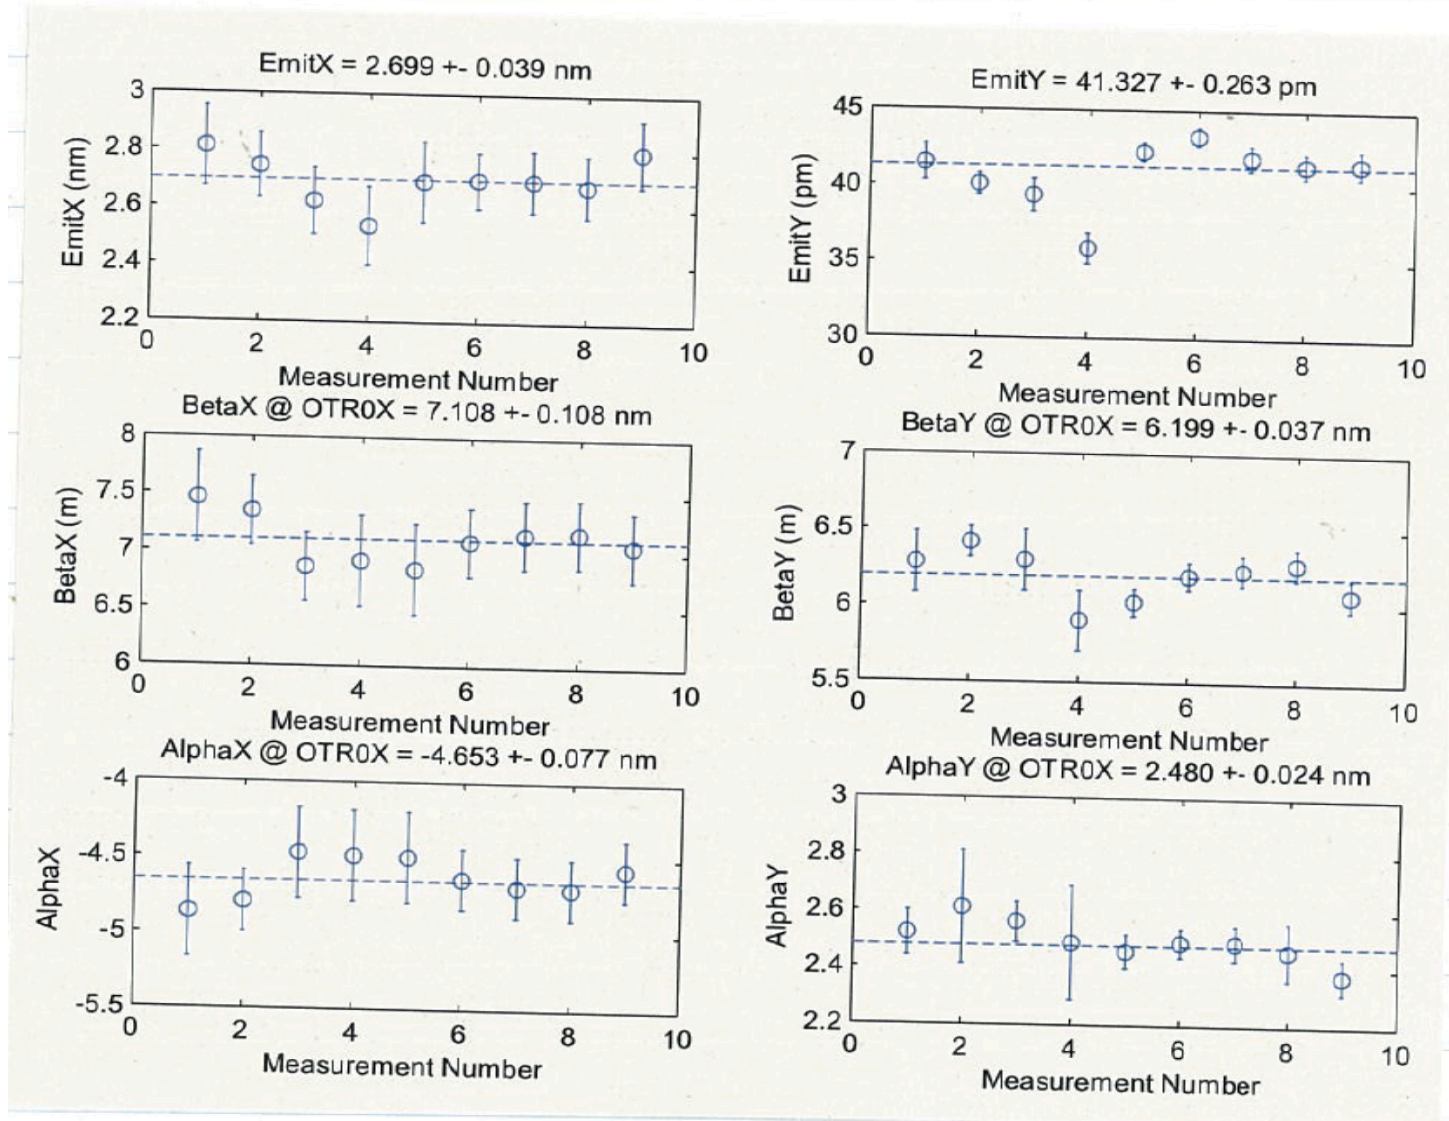 EmitX = 2.699 +- 0.039 nm
3
2.8
2.6
2.4
2.2
EmitX (nm)
0 2 4 6 8 10
Measurement Number
EmitY = 41.327 +- 0.263 pm
45
40
35
30
EmitY (pm)
0 2 4 6 8 10
Measurement Number
BetaX @ OTR0X = 7.108 +- 0.108 nm
8
7.5
7
6.5
6
BetaX (m)
0 2 4 6 8 10
Measurement Number
BetaY @ OTR0X = 6.199 +- 0.037 nm
7
6.5
6
5.5
BetaY (m)
0 2 4 6 8 10
Measurement Number
AlphaX @ OTR0X = -4.653 +- 0.077 nm
-4
-4.5
-5
-5.5
AlphaX
0 2 4 6 8 10
Measurement Number
AlphaY @ OTR0X = 2.480 +- 0.024 nm
3
2.8
2.6
2.4
2.2
AlphaY
0 2 4 6 8 10
Measurement Number